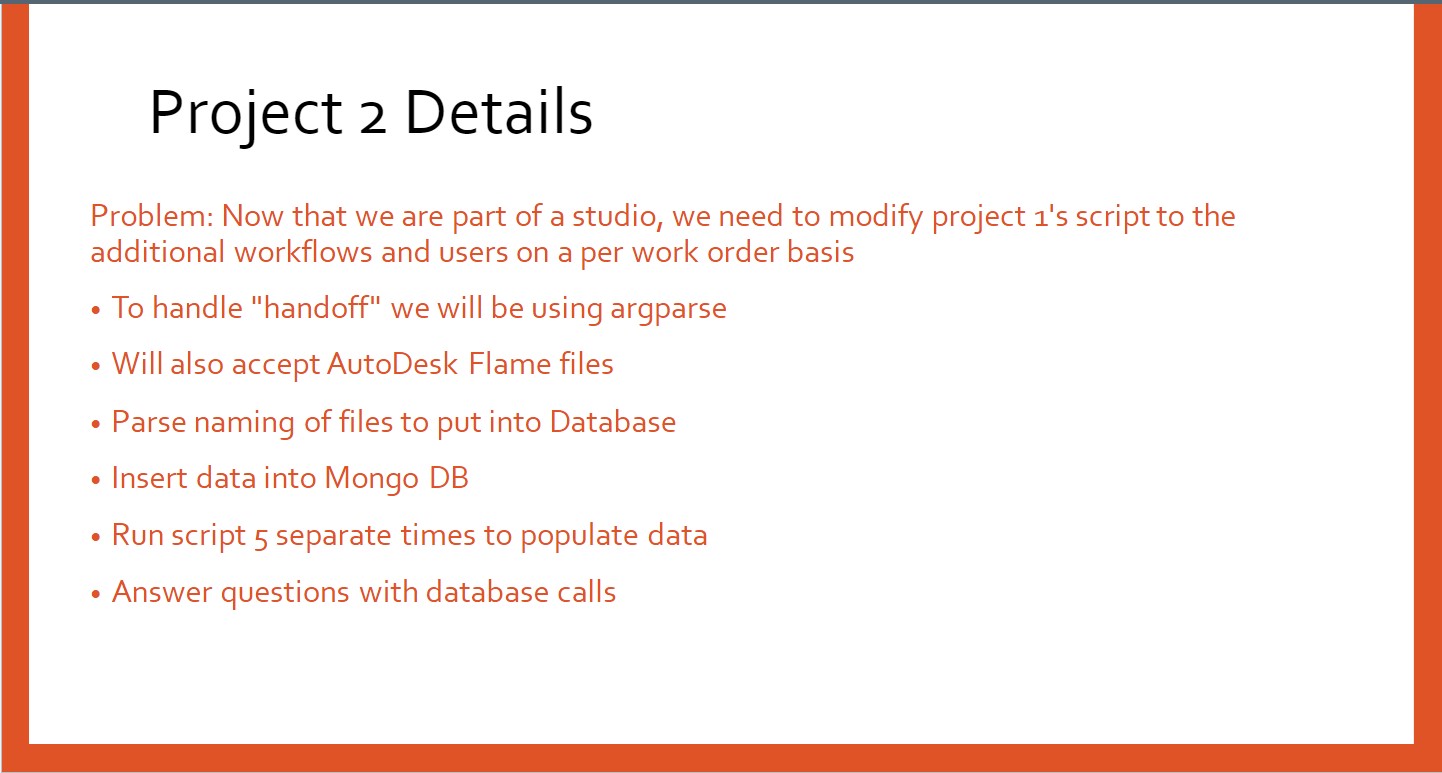 Project 2 Details
Problem: Now that we are part of a studio, we need to modify project 1's script to the
additional workflows and users on a per work order basis
• To handle "handoff" we will be using argparse
• Will also accept AutoDesk Flame files
• Parse naming of files to put into Database
• Insert data into Mongo DB
• Run script 5 separate times to populate data
• Answer questions with database calls